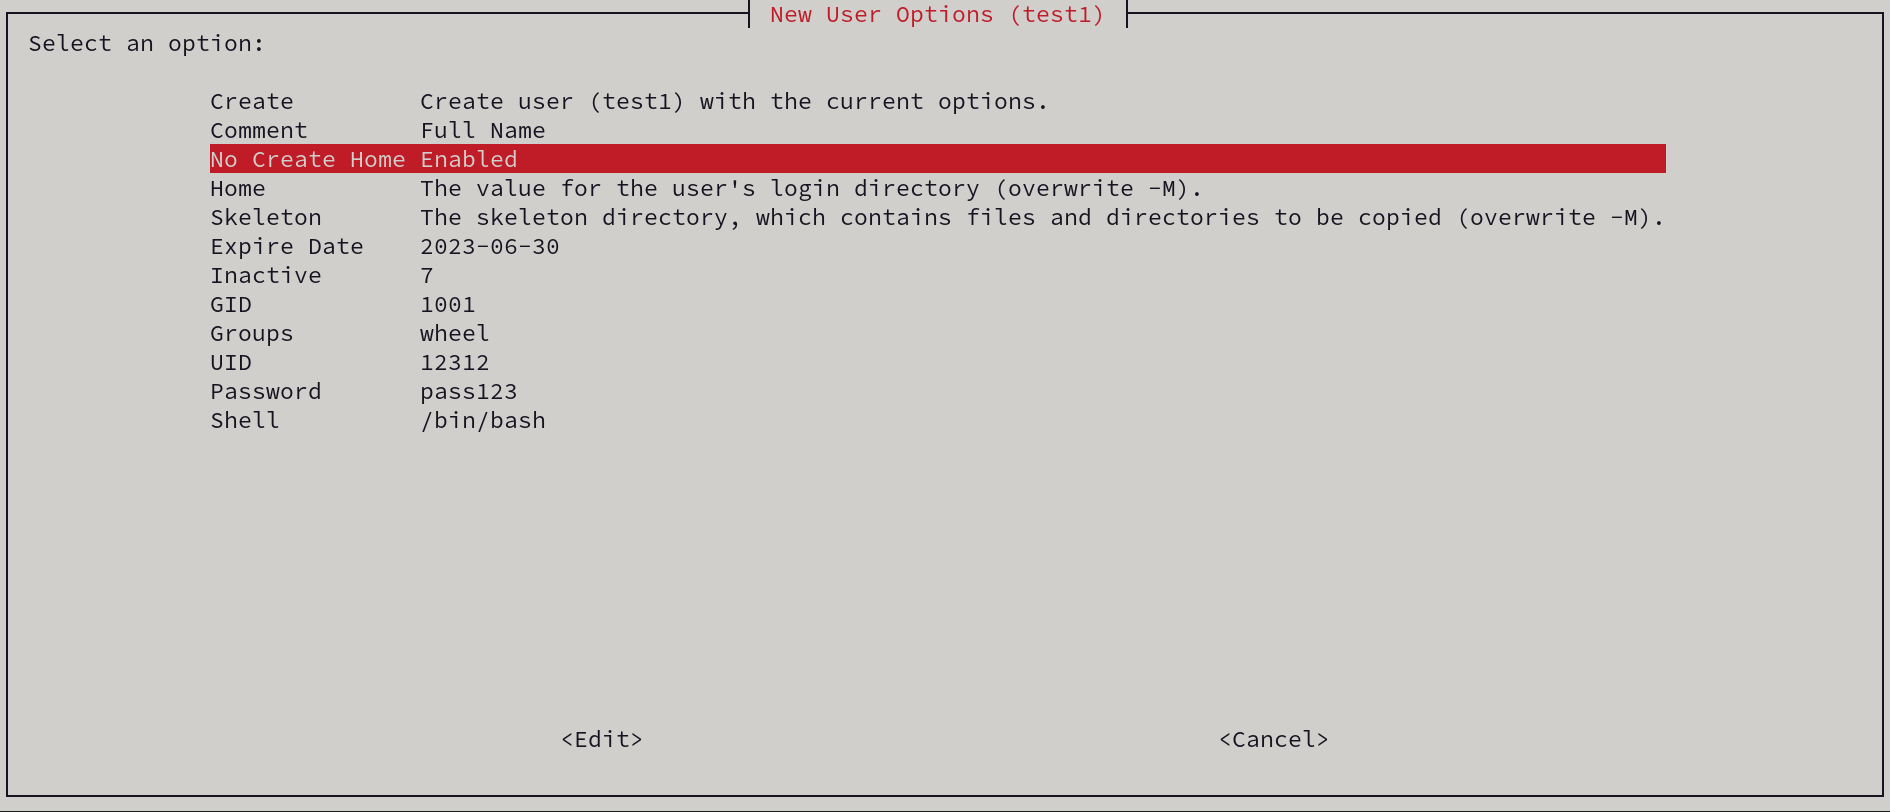 New User Options (test1)
Select an option:
Create Create user (test1) with the current options.
Comment Full Name
No Create Home Enabled
Home The value for the user's login directory (overwrite -M).
Skeleton The skeleton directory, which contains files and directories to be copied (overwrite -M).
Expire Date 2023-06-30
Inactive 7
GID 1001
Groups wheel
UID 12312
Password pass123
Shell /bin/bash
<Edit> <Cancel>